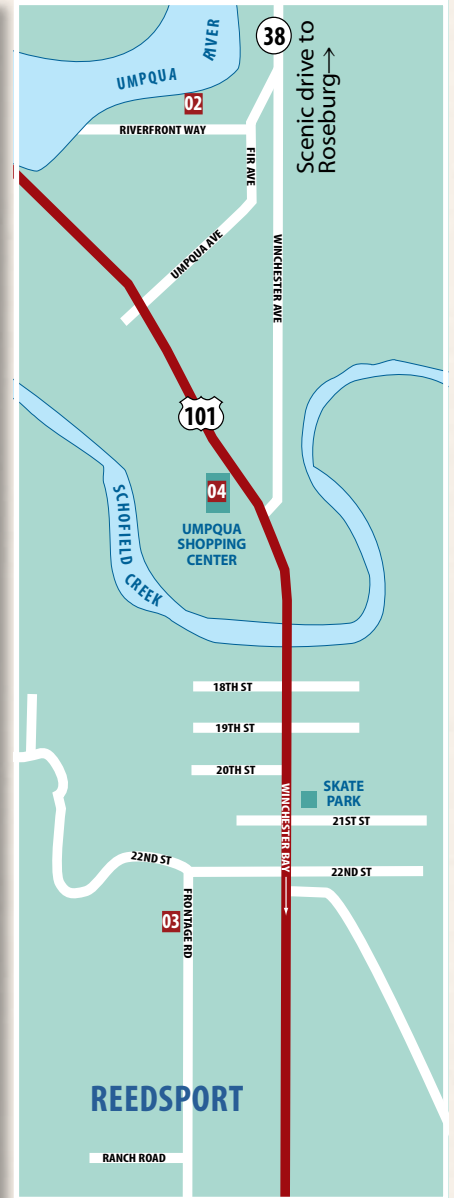 38
Scenic drive to
Roseburg→
UMPQUA RIVER
02
RIVERFRONT WAY
FIR AVE
UMPQUA AVE
WINCHESTER AVE
101
04
UMPQUA
SHOPPING
CENTER
SCHOFIELD CREEK
18TH ST
19TH ST
20TH ST
SKATE
PARK
WINCHESTER BAY
21ST ST
22ND ST
22ND ST
03
FRONTAGE RD
REEDSPORT
RANCH ROAD